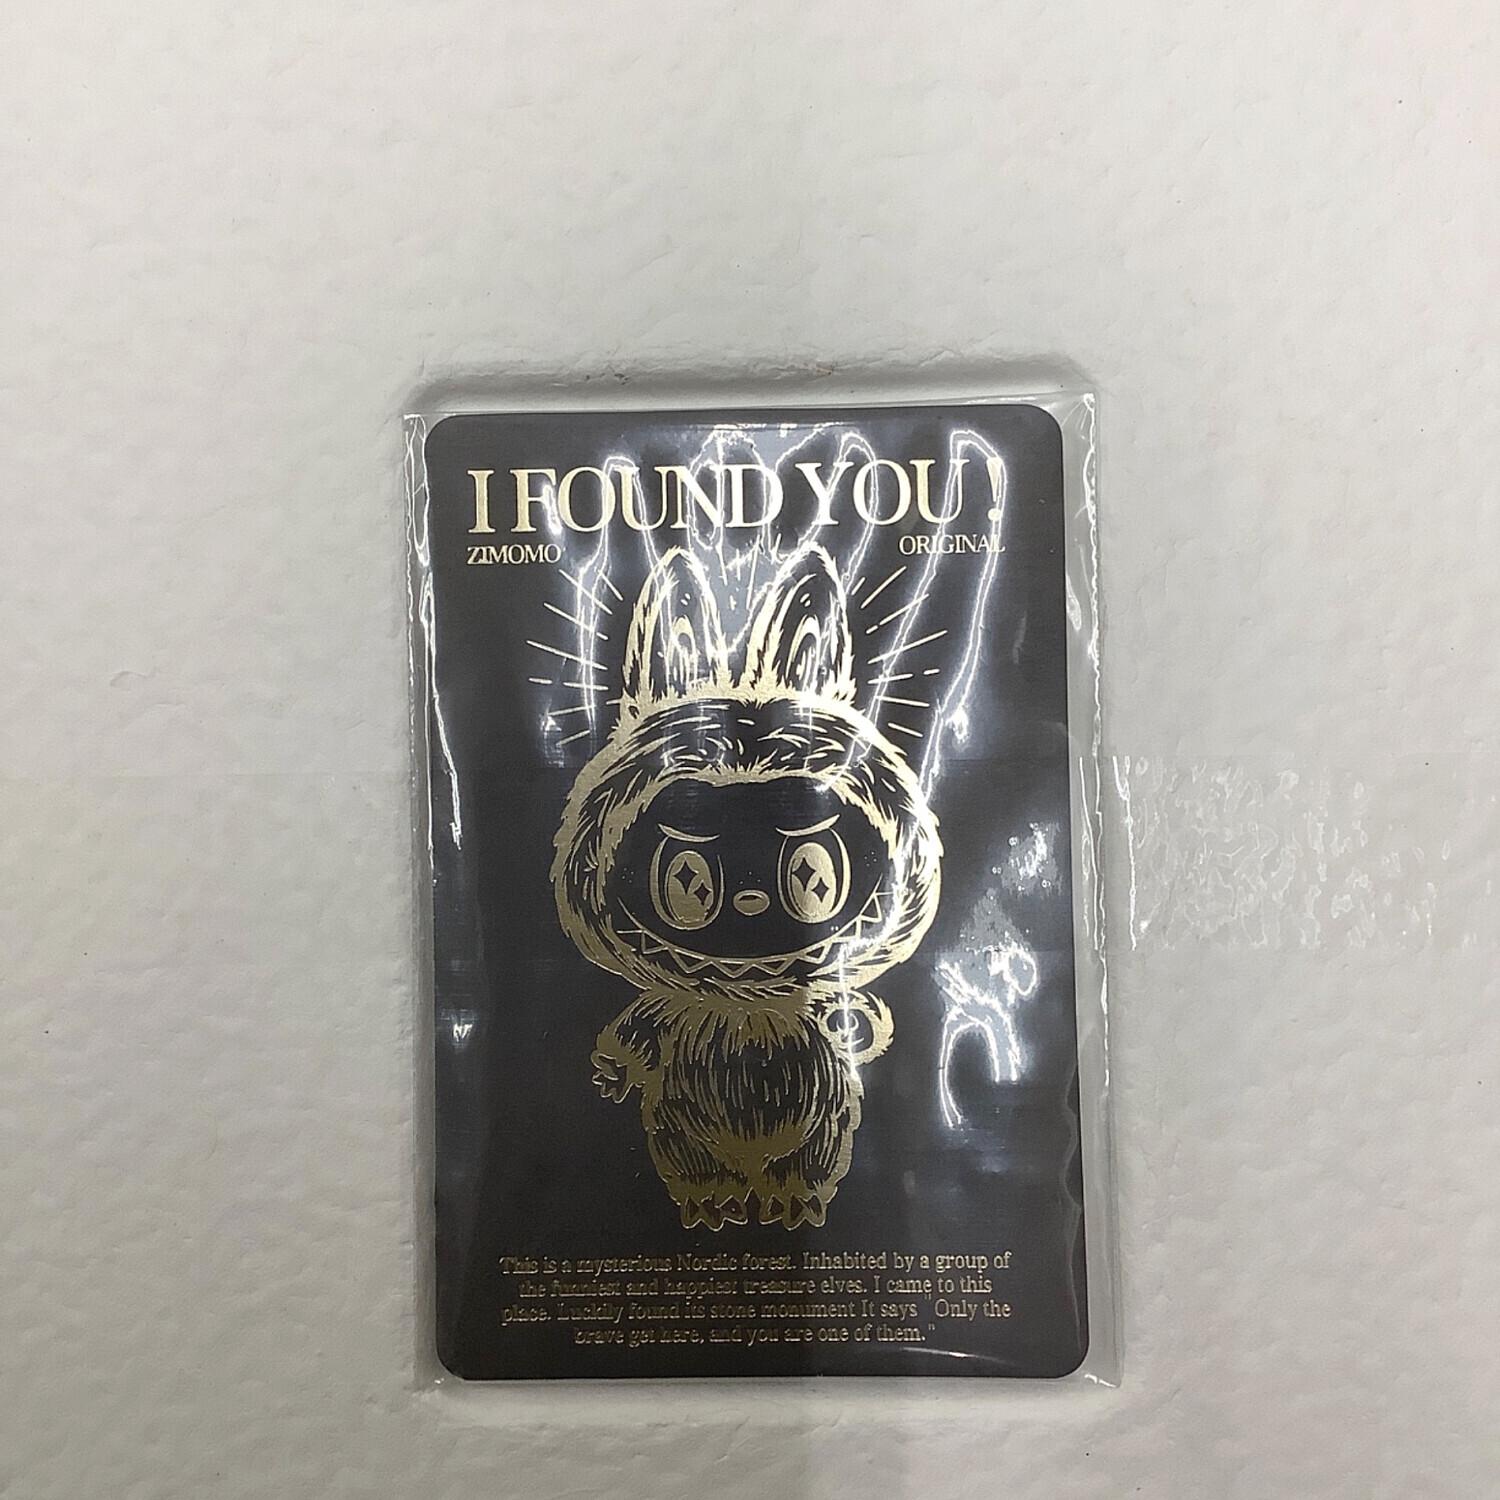 I FOUND YOU !
ZIMOMO ORIGINAL
This is a mysterious Nordic forest. Inhabited by a group of
the funniest and happiest treasure elves. I came to this
place. Luckily found its stone monument It says "Only the
brave get here, and you are one of them."